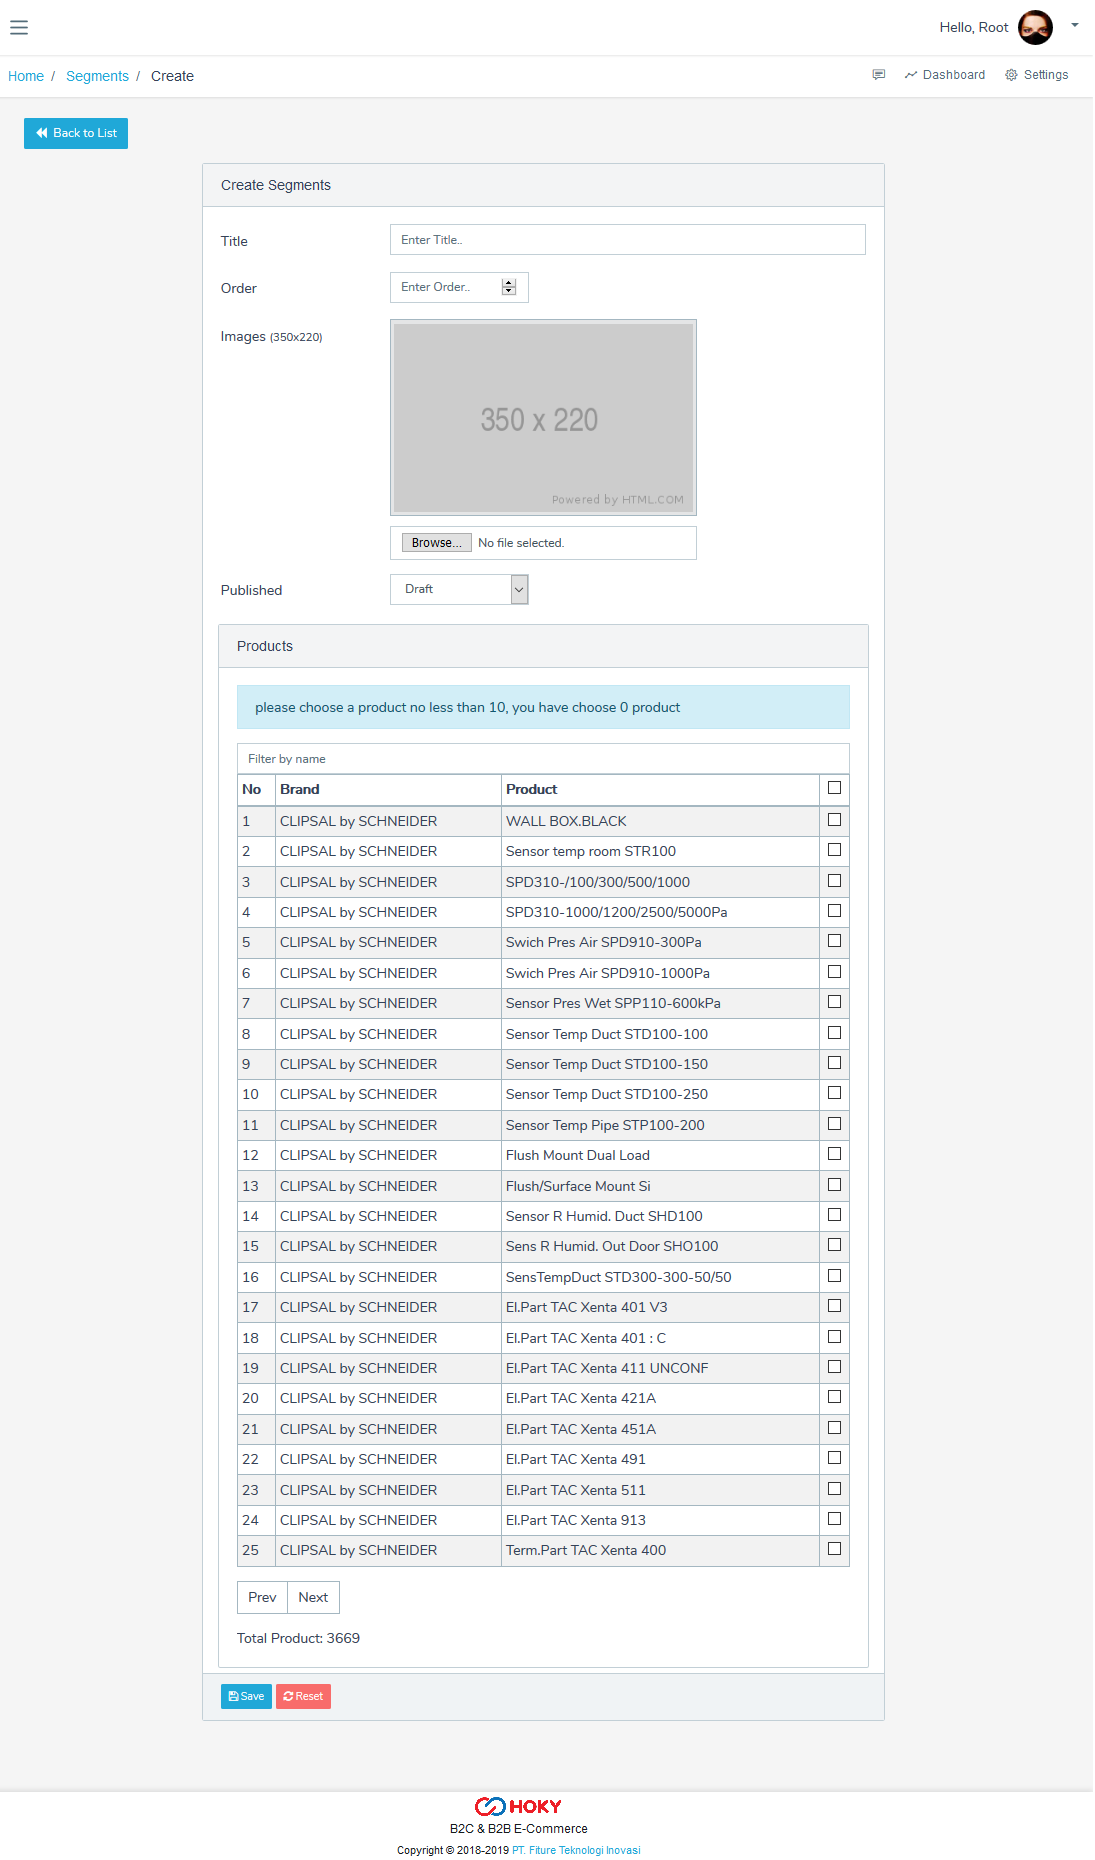 Hello, Root
Home / Segments / Create
Dashboard Settings
Back to List
Create Segments
Title Enter Title..
Order Enter Order..
Images (350x220)
350 x 220
Powered by HTML.COM
Browse... No file selected.
Published Draft
Products
please choose a product no less than 10, you have choose 0 product
Filter by name
No Brand Product
1 CLIPSAL by SCHNEIDER WALL BOX.BLACK
2 CLIPSAL by SCHNEIDER Sensor temp room STR100
3 CLIPSAL by SCHNEIDER SPD310-/100/300/500/1000
4 CLIPSAL by SCHNEIDER SPD310-1000/1200/2500/5000Pa
5 CLIPSAL by SCHNEIDER Swich Pres Air SPD910-300Pa
6 CLIPSAL by SCHNEIDER Swich Pres Air SPD910-1000Pa
7 CLIPSAL by SCHNEIDER Sensor Pres Wet SPP110-600kPa
8 CLIPSAL by SCHNEIDER Sensor Temp Duct STD100-100
9 CLIPSAL by SCHNEIDER Sensor Temp Duct STD100-150
10 CLIPSAL by SCHNEIDER Sensor Temp Duct STD100-250
11 CLIPSAL by SCHNEIDER Sensor Temp Pipe STP100-200
12 CLIPSAL by SCHNEIDER Flush Mount Dual Load
13 CLIPSAL by SCHNEIDER Flush/Surface Mount Si
14 CLIPSAL by SCHNEIDER Sensor R Humid. Duct SHD100
15 CLIPSAL by SCHNEIDER Sens R Humid. Out Door SHO100
16 CLIPSAL by SCHNEIDER SensTempDuct STD300-300-50/50
17 CLIPSAL by SCHNEIDER El.Part TAC Xenta 401 V3
18 CLIPSAL by SCHNEIDER El.Part TAC Xenta 401 : C
19 CLIPSAL by SCHNEIDER El.Part TAC Xenta 411 UNCONF
20 CLIPSAL by SCHNEIDER El.Part TAC Xenta 421A
21 CLIPSAL by SCHNEIDER El.Part TAC Xenta 451A
22 CLIPSAL by SCHNEIDER El.Part TAC Xenta 491
23 CLIPSAL by SCHNEIDER El.Part TAC Xenta 511
24 CLIPSAL by SCHNEIDER El.Part TAC Xenta 913
25 CLIPSAL by SCHNEIDER Term.Part TAC Xenta 400
Prev Next
Total Product: 3669
Save Reset
HOKY
B2C & B2B E-Commerce
Copyright © 2018-2019 PT. Fiture Teknologi Inovasi